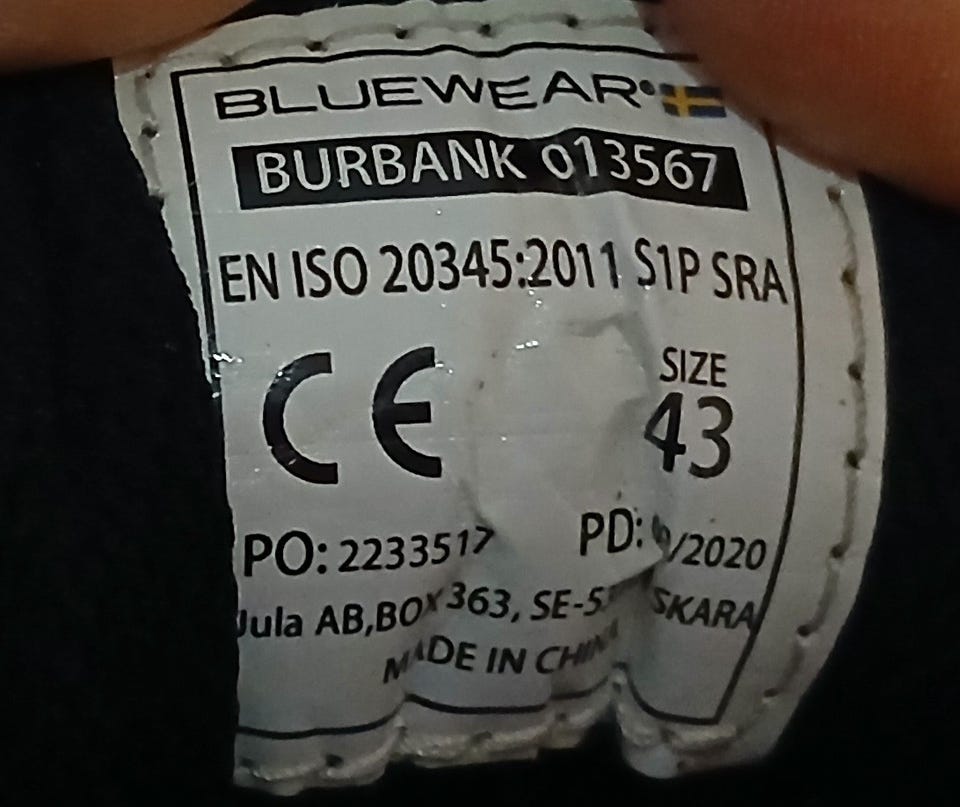 BLUEWEAR
BURBANK 013567
EN ISO 20345:2011 S1P SRA
CE
SIZE
43
PO: 2233517
PD: /2020
Jula AB,BOX 363, SE-5 SKARA
MADE IN CHINA